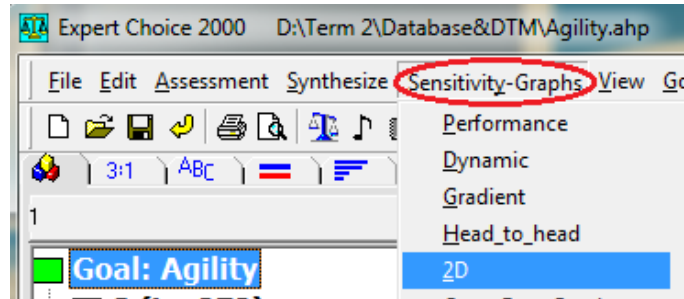 Expert Choice 2000 D:\Term 2\Database&DTM\Agility.ahp
File Edit Assessment Synthesize Sensitivity-Graphs View Go
Performance
Dynamic
3:1 ABC
Gradient
1
Head_to_head
Goal: Agility
2D